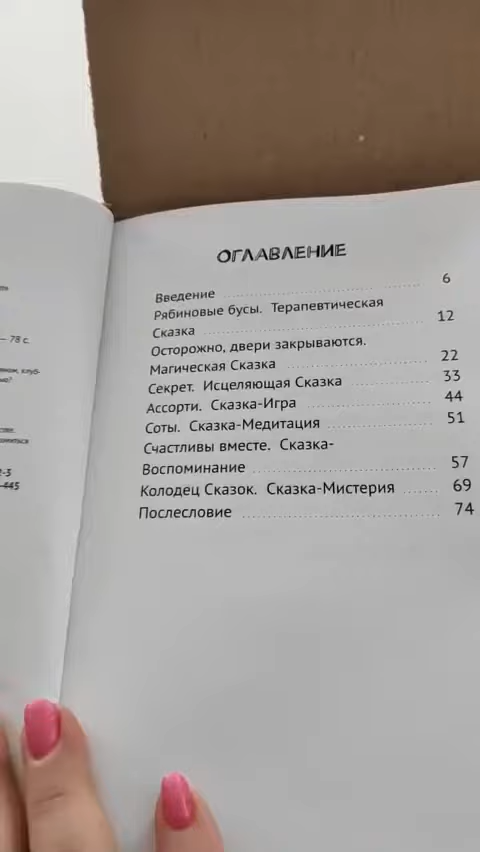 — 78 с.
445
ОГЛАВЛЕНИЕ
Введение 6
Рябиновые бусы. Терапевтическая
Сказка 12
Осторожно, двери закрываются.
Магическая Сказка 22
Секрет. Исцеляющая Сказка 33
Ассорти. Сказка-Игра 44
Соты. Сказка-Медитация 51
Счастливы вместе. Сказка-
Воспоминание 57
Колодец Сказок. Сказка-Мистерия 69
Послесловие 74